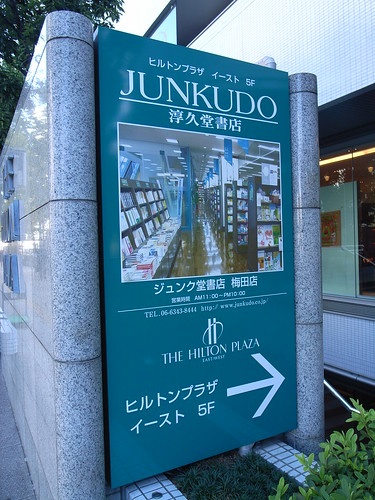 ヒルトンプラザ イースト 5F
JUNKUDO
淳久堂書店
ジュンク堂書店 梅田店
営業時間 AM11:00〜PM10:00
TEL.06-6343-8444 http://www.junkudo.co.jp/
THE HILTON PLAZA
EAST/WEST
ヒルトンプラザ
イースト 5F